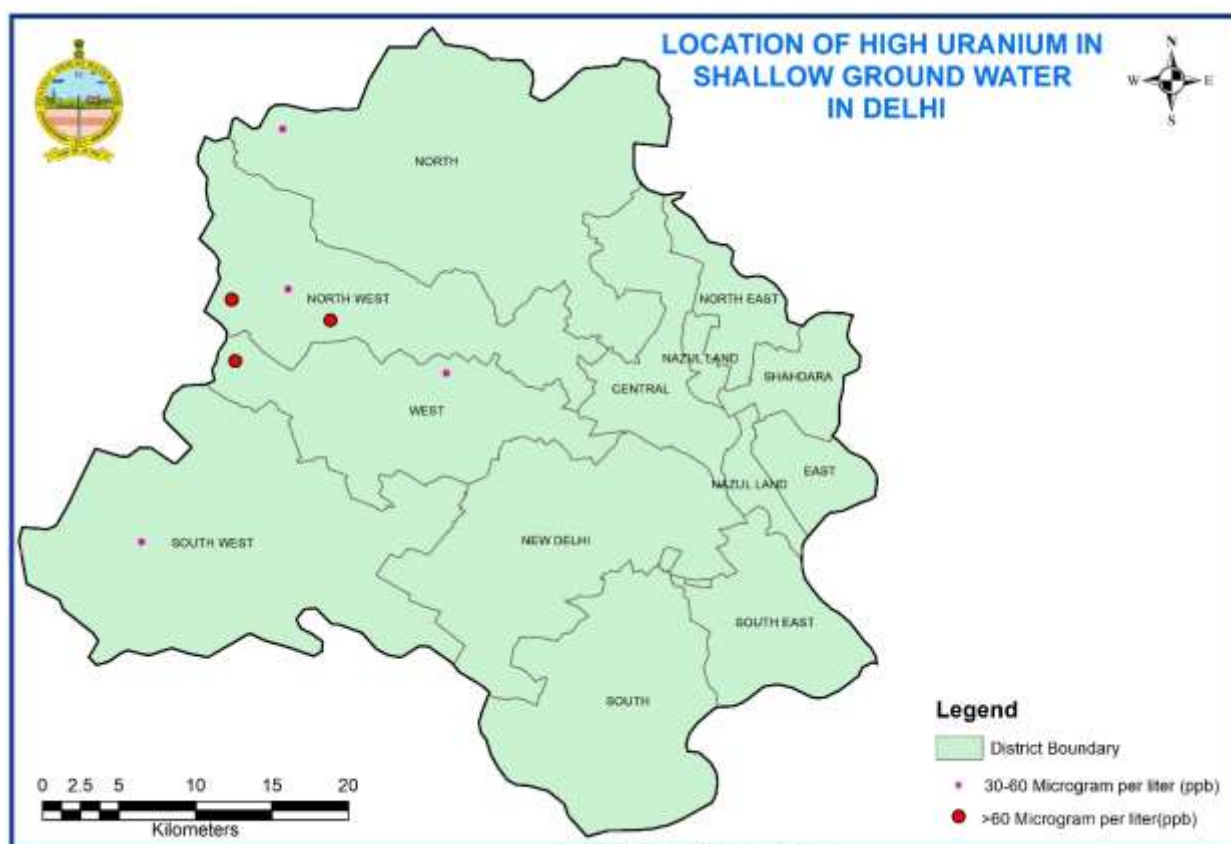 LOCATION OF HIGH URANIUM IN
SHALLOW GROUND WATER
IN DELHI
N
W E
S
NORTH
NORTH WEST
NORTH EAST
NAZUL LAND
SHAHDARA
CENTRAL
WEST
EAST
NAZUL LAND
SOUTH WEST
NEW DELHI
SOUTH EAST
SOUTH
Legend
District Boundary
30-60 Microgram per liter (ppb)
>60 Microgram per liter(ppb)
0 2.5 5 10 15 20
Kilometers